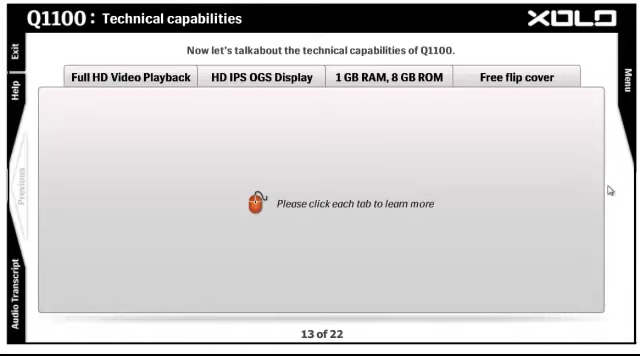 Q1100 : Technical capabilities
XOLO
Now let's talkabout the technical capabilities of Q1100.
Full HD Video Playback
HD IPS OGS Display
1 GB RAM, 8 GB ROM
Free flip cover
Exit
Help
Previous
Audio Transcript
Menu
Please click each tab to learn more
13 of 22